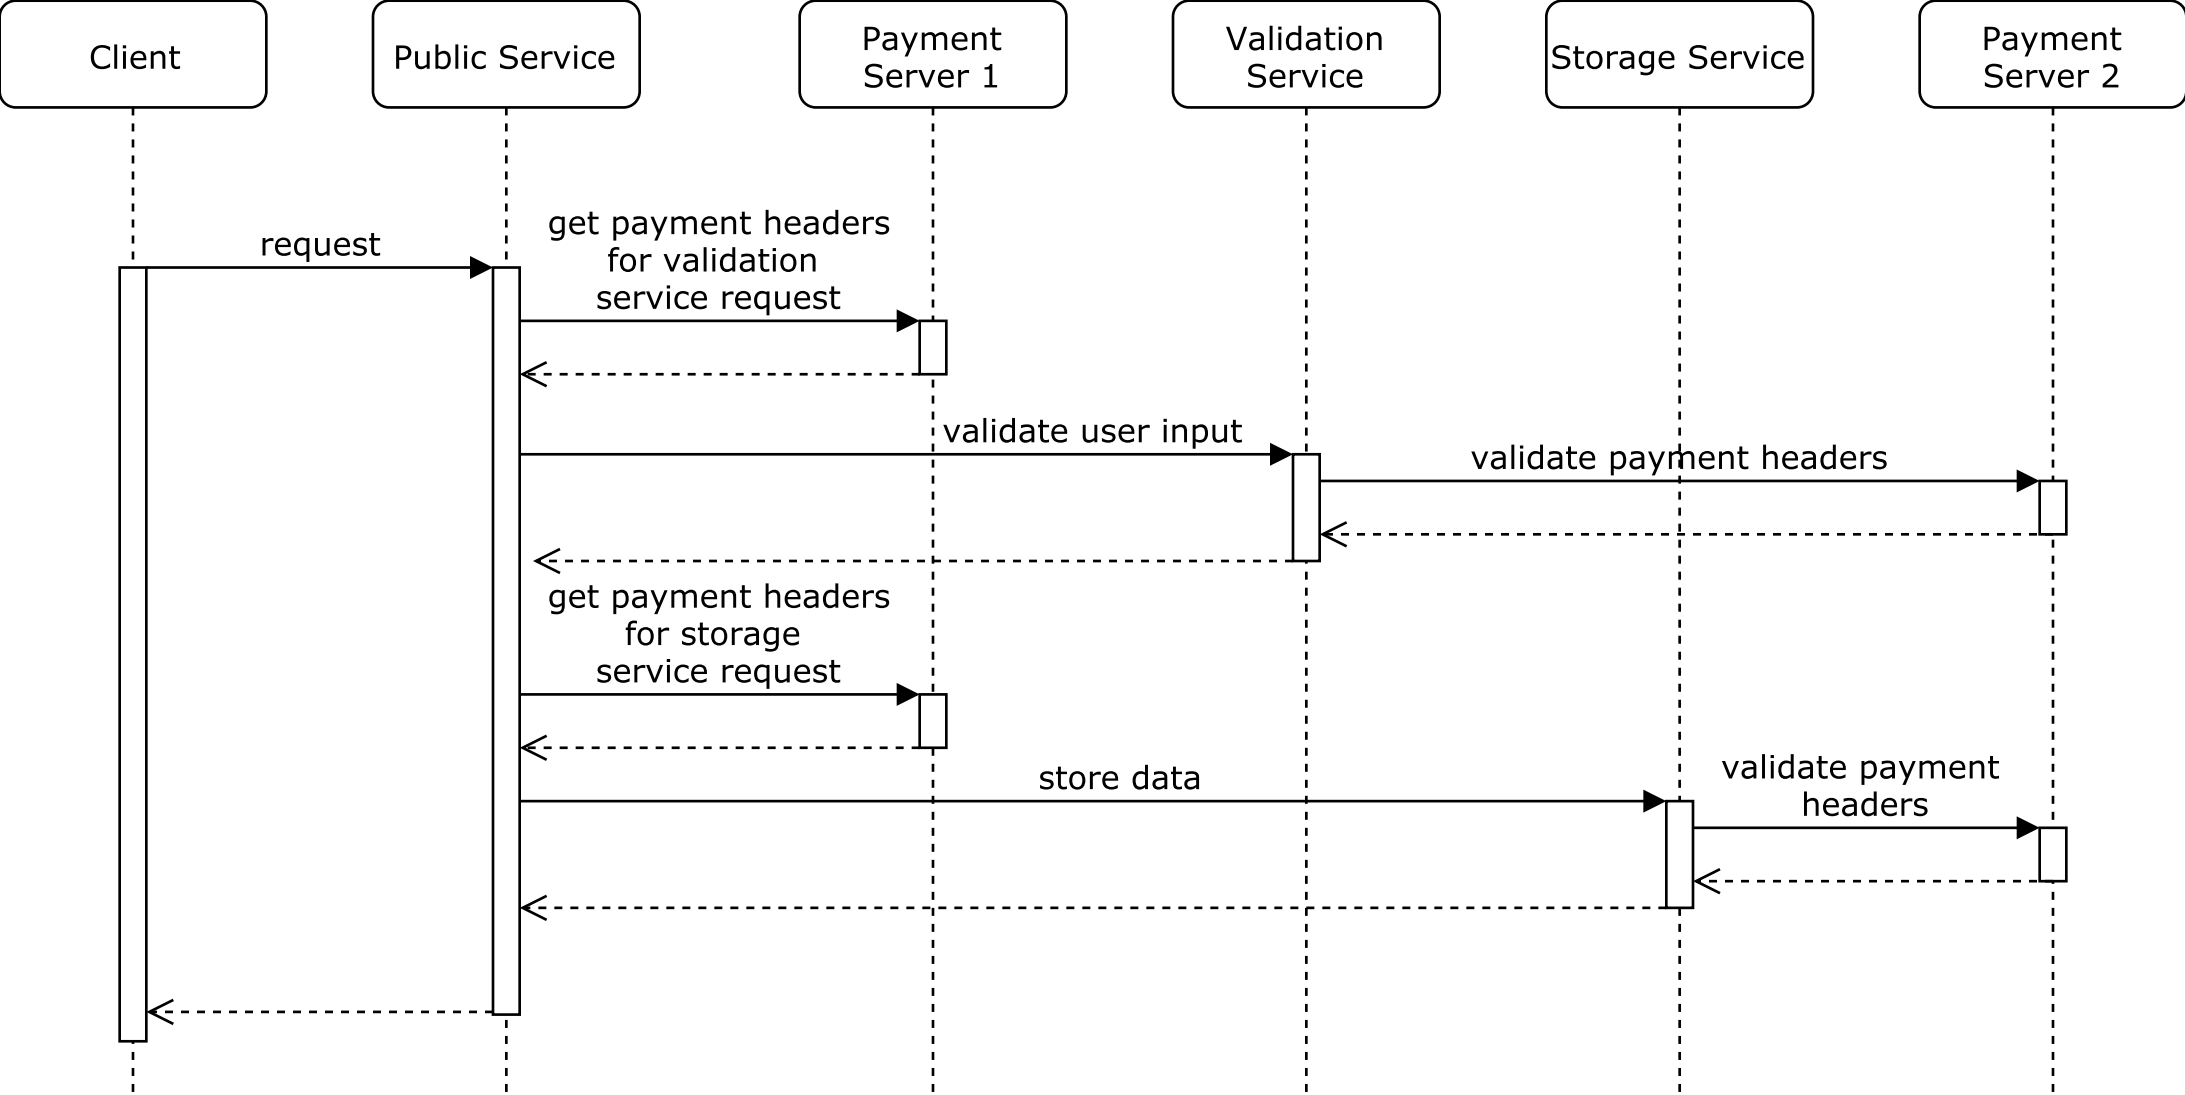 Client
Public Service
Payment
Server 1
Validation
Service
Storage Service
Payment
Server 2
request
get payment headers
for validation
service request
validate user input
validate payment headers
get payment headers
for storage
service request
store data
validate payment
headers